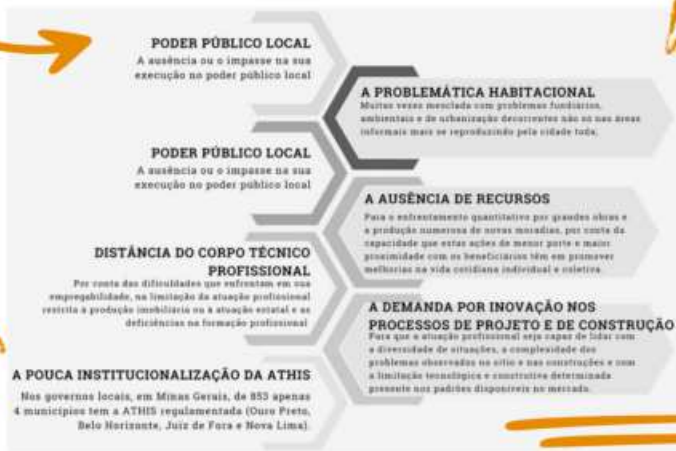 PODER PÚBLICO LOCAL
A ausência ou o impasse na sua
execução no poder público local
A PROBLEMÁTICA HABITACIONAL
Muitas vezes mesclada com problemas fundiários,
ambientais e de urbanização decorrentes não só nas áreas
informais mais se reproduzindo pela cidade toda;
PODER PÚBLICO LOCAL
A ausência ou o impasse na sua
execução no poder público local
A AUSÊNCIA DE RECURSOS
Para o enfrentamento quantitativo por grandes obras e
a produção numerosa de novas moradias, por conta da
capacidade que estas ações de menor porte e maior
proximidade com os beneficiários têm em promover
melhorias na vida cotidiana individual e coletiva.
DISTÂNCIA DO CORPO TÉCNICO
PROFISSIONAL
Por conta das dificuldades que enfrentam em sua
empregabilidade, na limitação da atuação profissional
restrita à produção imobiliária ou à atuação estatal e as
deficiências na formação profissional
A DEMANDA POR INOVAÇÃO NOS
PROCESSOS DE PROJETO E DE CONSTRUÇÃO
Para que a atuação profissional seja capaz de lidar com
a diversidade de situações, a complexidade dos
problemas observados no sítio e nas construções e com
a limitação tecnológica e construtiva determinada
presente nos padrões disponíveis no mercado.
A POUCA INSTITUCIONALIZAÇÃO DA ATHIS
Nos governos locais, em Minas Gerais, de 853 apenas
4 municípios tem a ATHIS regulamentada (Ouro Preto,
Belo Horizonte, Juiz de Fora e Nova Lima).